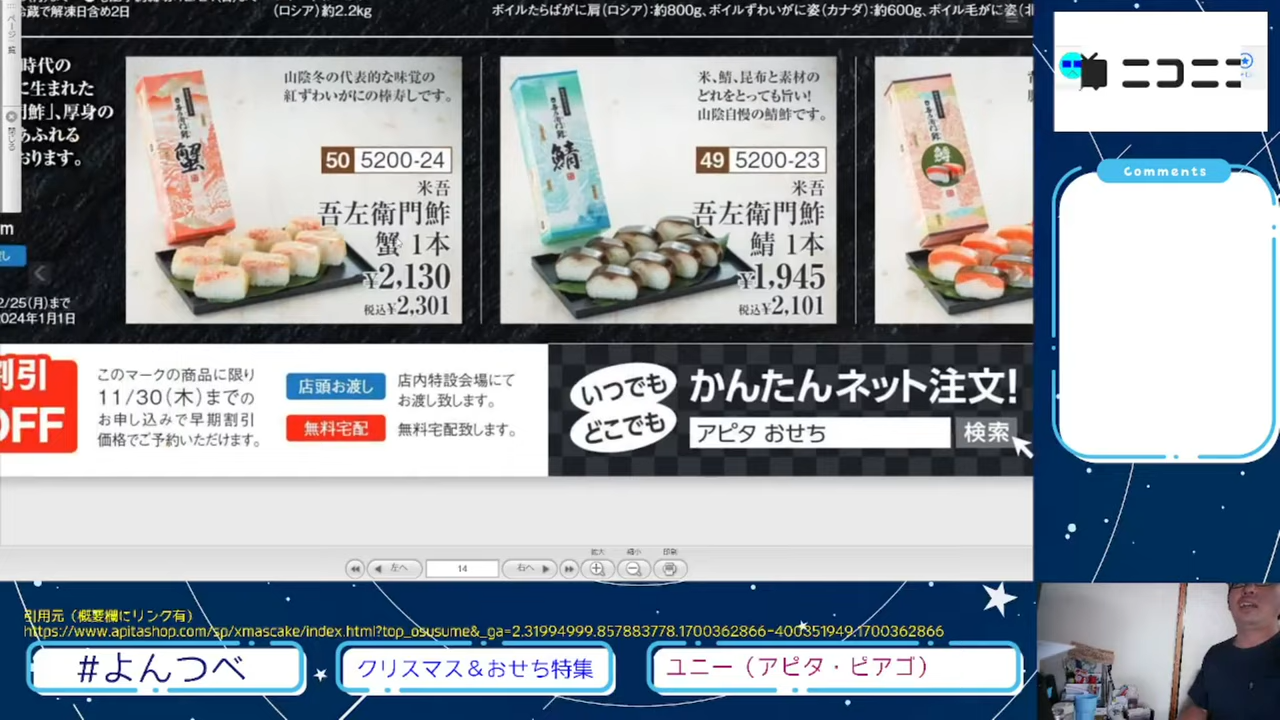 冷蔵で解凍日含め2日
(ロシア)約2.2kg
ボイルたらばがに肩(ロシア):約800g、ボイルずわいがに姿(カナダ):約600g、ボイル毛がに姿(北
時代の
に生まれた
門鮓」、厚身の
あふれる
おります。
山陰冬の代表的な味覚の
紅ずわいがにの棒寿しです。
蟹
50 5200-24
米吾
吾左衛門鮓
蟹 1本
¥2,130
税込¥2,301
米、鯖、昆布と素材の
どれをとっても旨い!
山陰自慢の鯖鮓です。
鯖
49 5200-23
米吾
吾左衛門鮓
鯖 1本
¥1,945
税込¥2,101
鱒
m
2/25(月)まで
2024年1月1日
割引
OFF
このマークの商品に限り
11/30(木)までの
お申し込みで早期割引
価格でご予約いただけます。
店頭お渡し
店内特設会場にて
お渡し致します。
無料宅配
無料宅配致します。
いつでも
どこでも
かんたんネット注文!
アピタ おせち
検索
拡大 縮小 印刷
左へ 14 右へ
ニコニコ
Comments
引用元(概要欄にリンク有)
https://www.apitashop.com/sp/xmascake/index.html?top_osusume&_ga=2.31994999.857883778.1700362866-400351949.1700362866
#よんつべ
クリスマス＆おせち特集
ユニー(アピタ・ピアゴ)